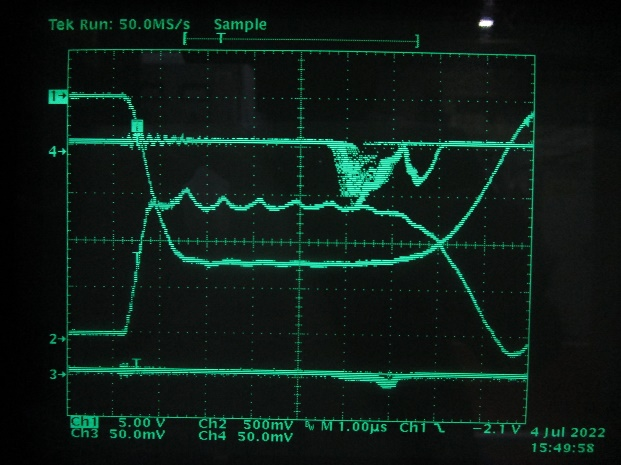 Tek Run: 50.0MS/s Sample
T
1→
T
4→
T
2→
T
3→
Ch1 5.00 V Ch2 500mV M 1.00µs Ch1 -2.1 V 4 Jul 2022
Ch3 50.0mV Ch4 50.0mV 15:49:58